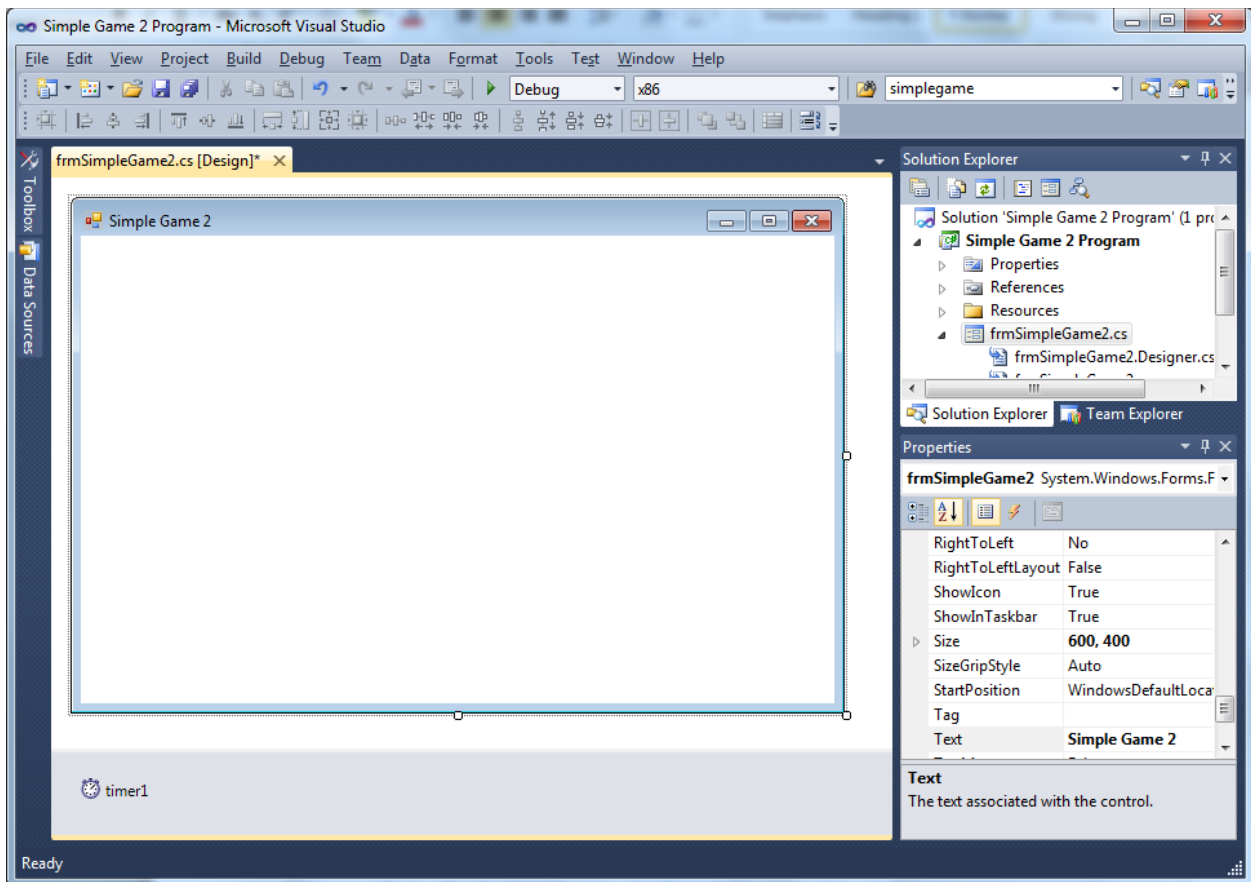 Simple Game 2 Program - Microsoft Visual Studio
File Edit View Project Build Debug Team Data Format Tools Test Window Help
Debug x86 simplegame
Toolbox
Data Sources
frmSimpleGame2.cs [Design]*
Simple Game 2
timer1
Solution Explorer
Solution 'Simple Game 2 Program' (1 pro
Simple Game 2 Program
Properties
References
Resources
frmSimpleGame2.cs
frmSimpleGame2.Designer.cs
Solution Explorer Team Explorer
Properties
frmSimpleGame2 System.Windows.Forms.F
RightToLeft No
RightToLeftLayout False
ShowIcon True
ShowInTaskbar True
Size 600, 400
SizeGripStyle Auto
StartPosition WindowsDefaultLoca
Tag
Text Simple Game 2
Text
The text associated with the control.
Ready